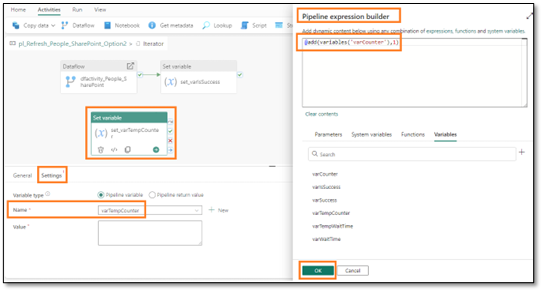 Home Activities Run View
Copy data Dataflow Notebook Get metadata Lookup Script
pl_Refresh_People_SharePoint_Option2 > Iterator
Dataflow
dfactivity_People_S
harePoint
Set variable
set_varIsSuccess
Set variable
set_varTempCounte
r
General Settings
Variable type Pipeline variable Pipeline return value
Name * varTempCounter New
Value *
Pipeline expression builder
Add dynamic content below using any combination of expressions, functions and system variables.
@add(variables('varCounter'),1)
Clear contents
Parameters System variables Functions Variables
Search
varCounter
varIsSuccess
varSuccess
varTempCounter
varTempWaitTime
varWaitTime
OK Cancel